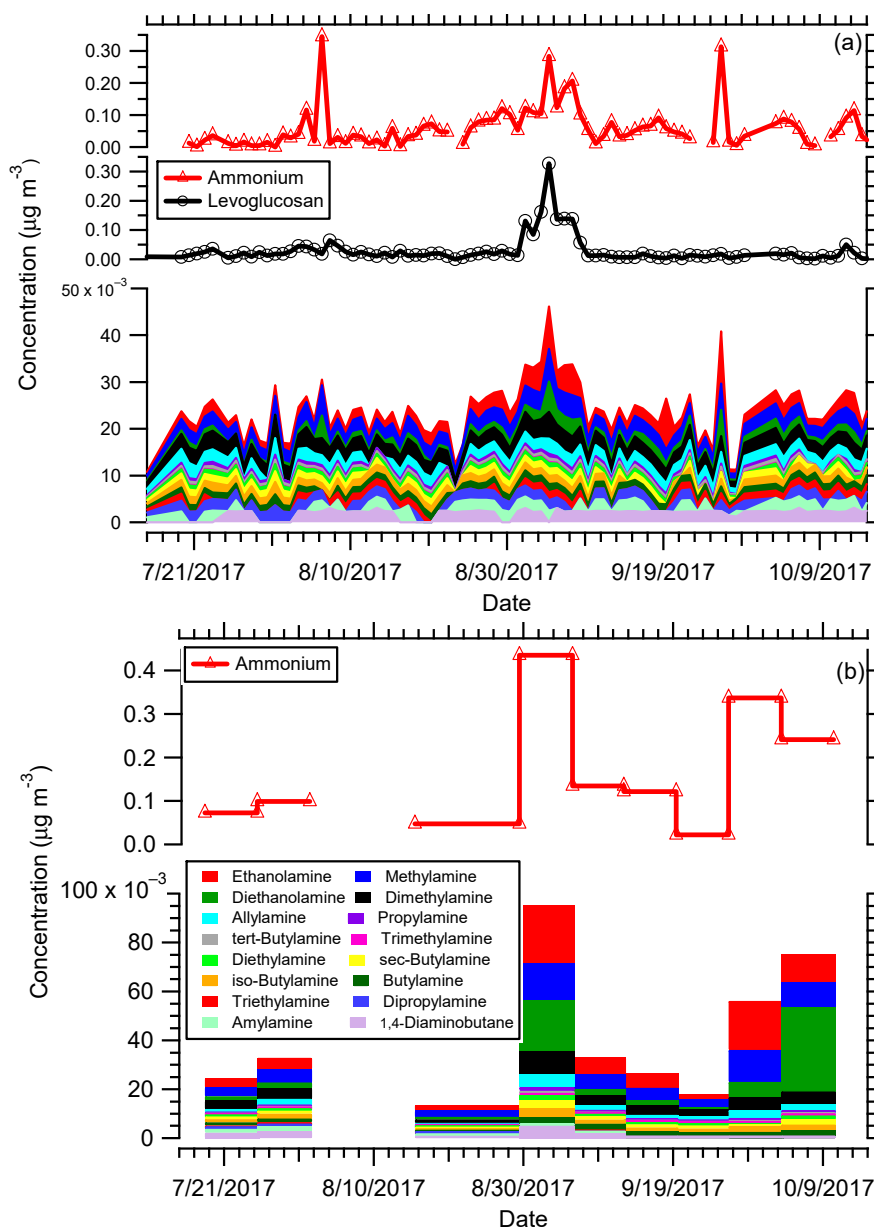 (a)
0.30
0.20
0.10
0.00
Ammonium
Levoglucosan
0.30
0.20
0.10
0.00
50 x 10⁻³
40
30
20
10
0
Concentration (µg m⁻³)
7/21/2017 8/10/2017 8/30/2017 9/19/2017 10/9/2017
Date
(b)
Ammonium
0.4
0.3
0.2
0.1
0.0
100 x 10⁻³
80
60
40
20
0
Concentration (µg m⁻³)
Ethanolamine Methylamine
Diethanolamine Dimethylamine
Allylamine Propylamine
tert-Butylamine Trimethylamine
Diethylamine sec-Butylamine
iso-Butylamine Butylamine
Triethylamine Dipropylamine
Amylamine 1,4-Diaminobutane
7/21/2017 8/10/2017 8/30/2017 9/19/2017 10/9/2017
Date